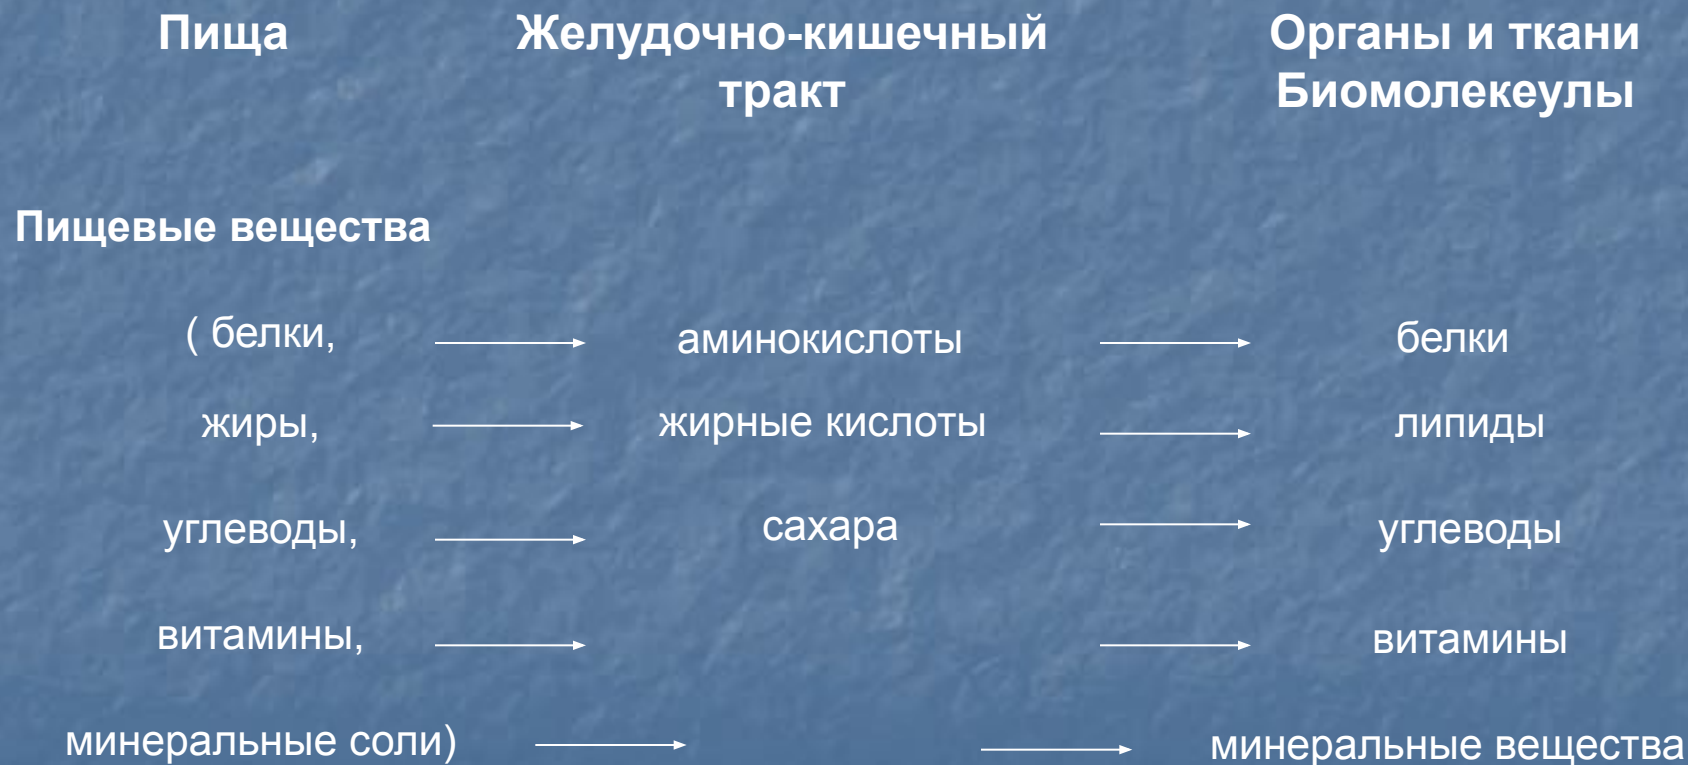 Пища Желудочно-кишечный тракт Органы и ткани Биомолекеулы
Пищевые вещества
( белки, аминокислоты белки
жиры, жирные кислоты липиды
углеводы, сахара углеводы
витамины, витамины
минеральные соли) минеральные вещества